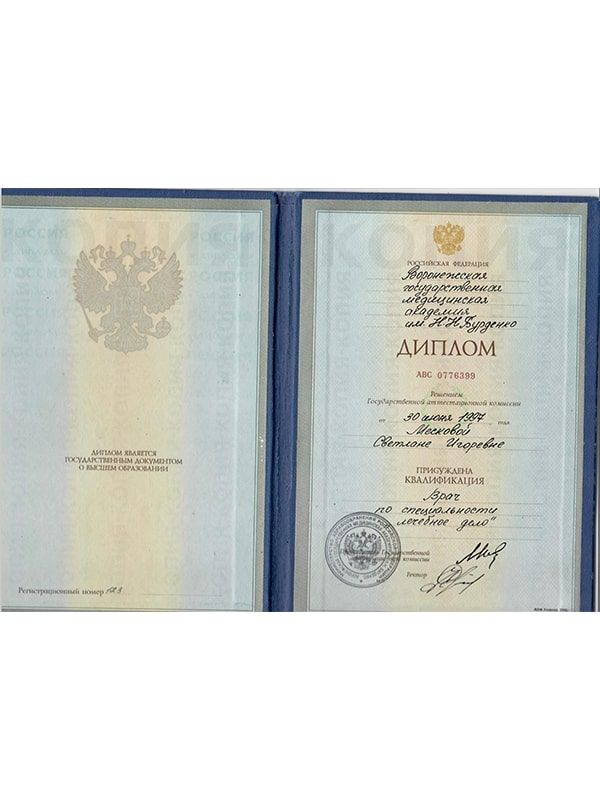 ДИПЛОМ ЯВЛЯЕТСЯ
ГОСУДАРСТВЕННЫМ ДОКУМЕНТОМ
О ВЫСШЕМ ОБРАЗОВАНИИ
Регистрационный номер
РОССИЙСКАЯ ФЕДЕРАЦИЯ
Воронежская
государственная
медицинская
академия
им. Н.Н. Бурденко
ДИПЛОМ
АВС 0776399
Решением
Государственной аттестационной комиссии
от 30 июня 1997 года
Месковой
Светлане Игоревне
ПРИСУЖДЕНА
КВАЛИФИКАЦИЯ
Врач
по специальности
лечебное дело"
Государственной
комиссии
Ректор